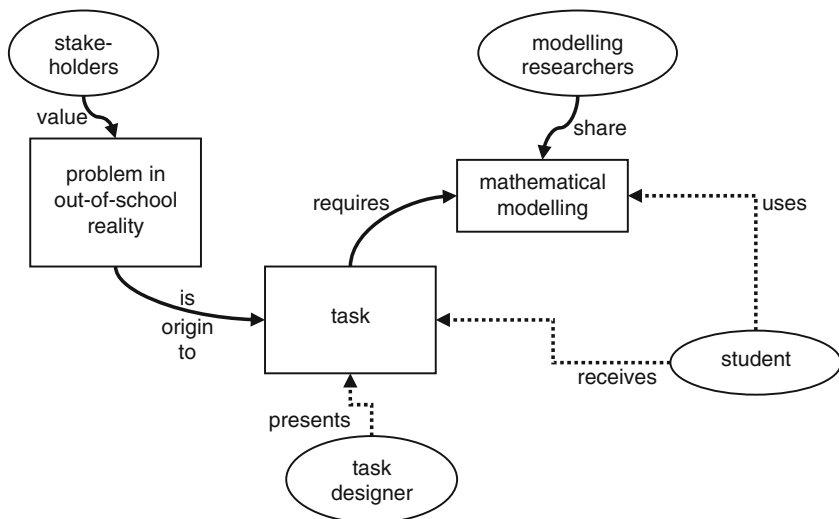 stake-
holders
modelling
researchers
value
share
problem in
out-of-school
reality
mathematical
modelling
requires
uses
is
origin
to
task
student
receives
presents
task
designer